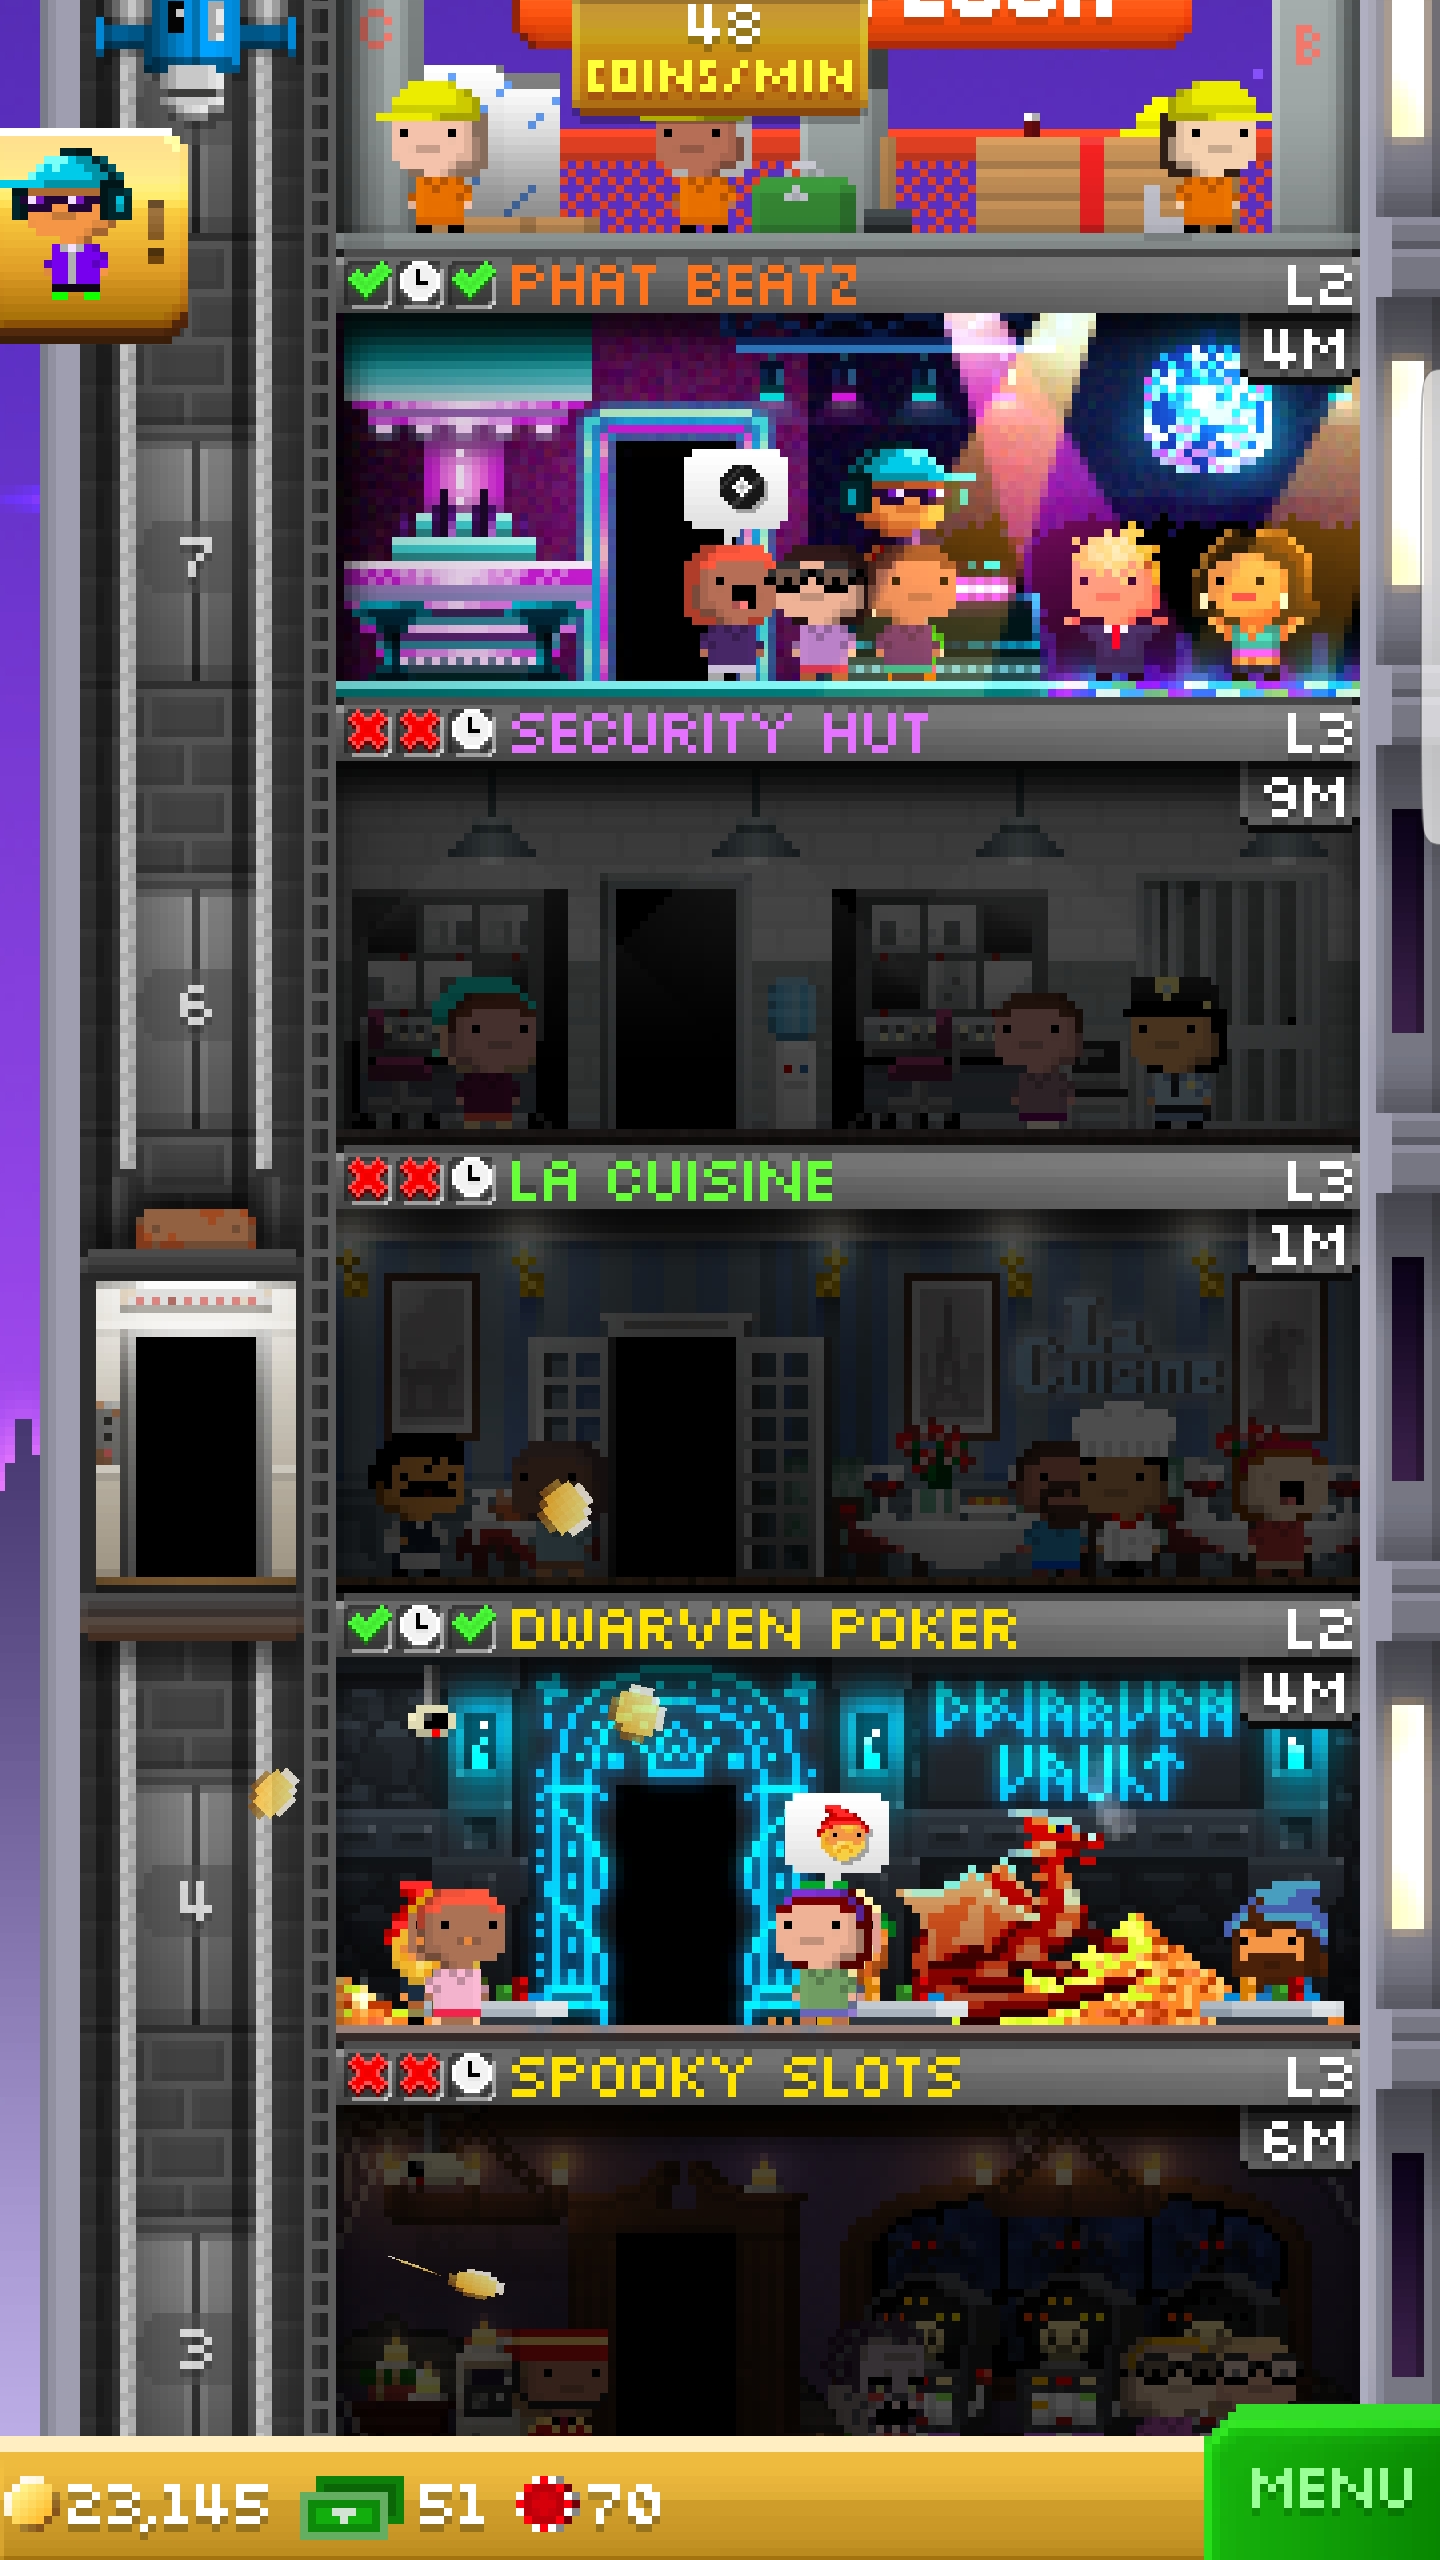 48
COINS/MIN
C
B
PHAT BEATZ L2
4M
7
SECURITY HUT L3
9M
6
LA CUISINE L3
1M
La
Cuisine
DWARVEN POKER L2
4M
DWARVEN
VAULT
4
SPOOKY SLOTS L3
6M
3
23,145 51 70
MENU